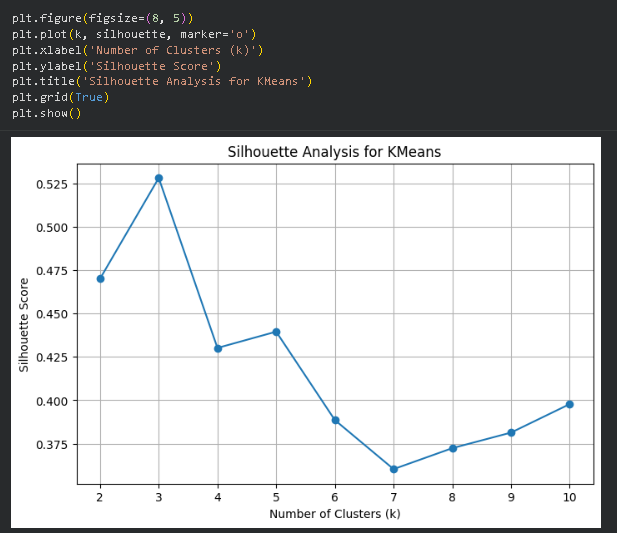 plt.figure(figsize=(8, 5))
plt.plot(k, silhouette, marker='o')
plt.xlabel('Number of Clusters (k)')
plt.ylabel('Silhouette Score')
plt.title('Silhouette Analysis for KMeans')
plt.grid(True)
plt.show()
Silhouette Analysis for KMeans
Silhouette Score
0.525
0.500
0.475
0.450
0.425
0.400
0.375
2 3 4 5 6 7 8 9 10
Number of Clusters (k)